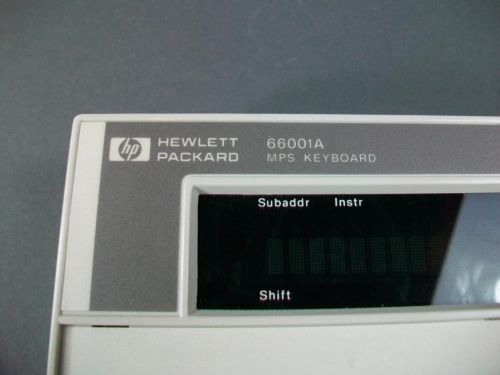 hp HEWLETT PACKARD
66001A
MPS KEYBOARD
Subaddr Instr
Shift